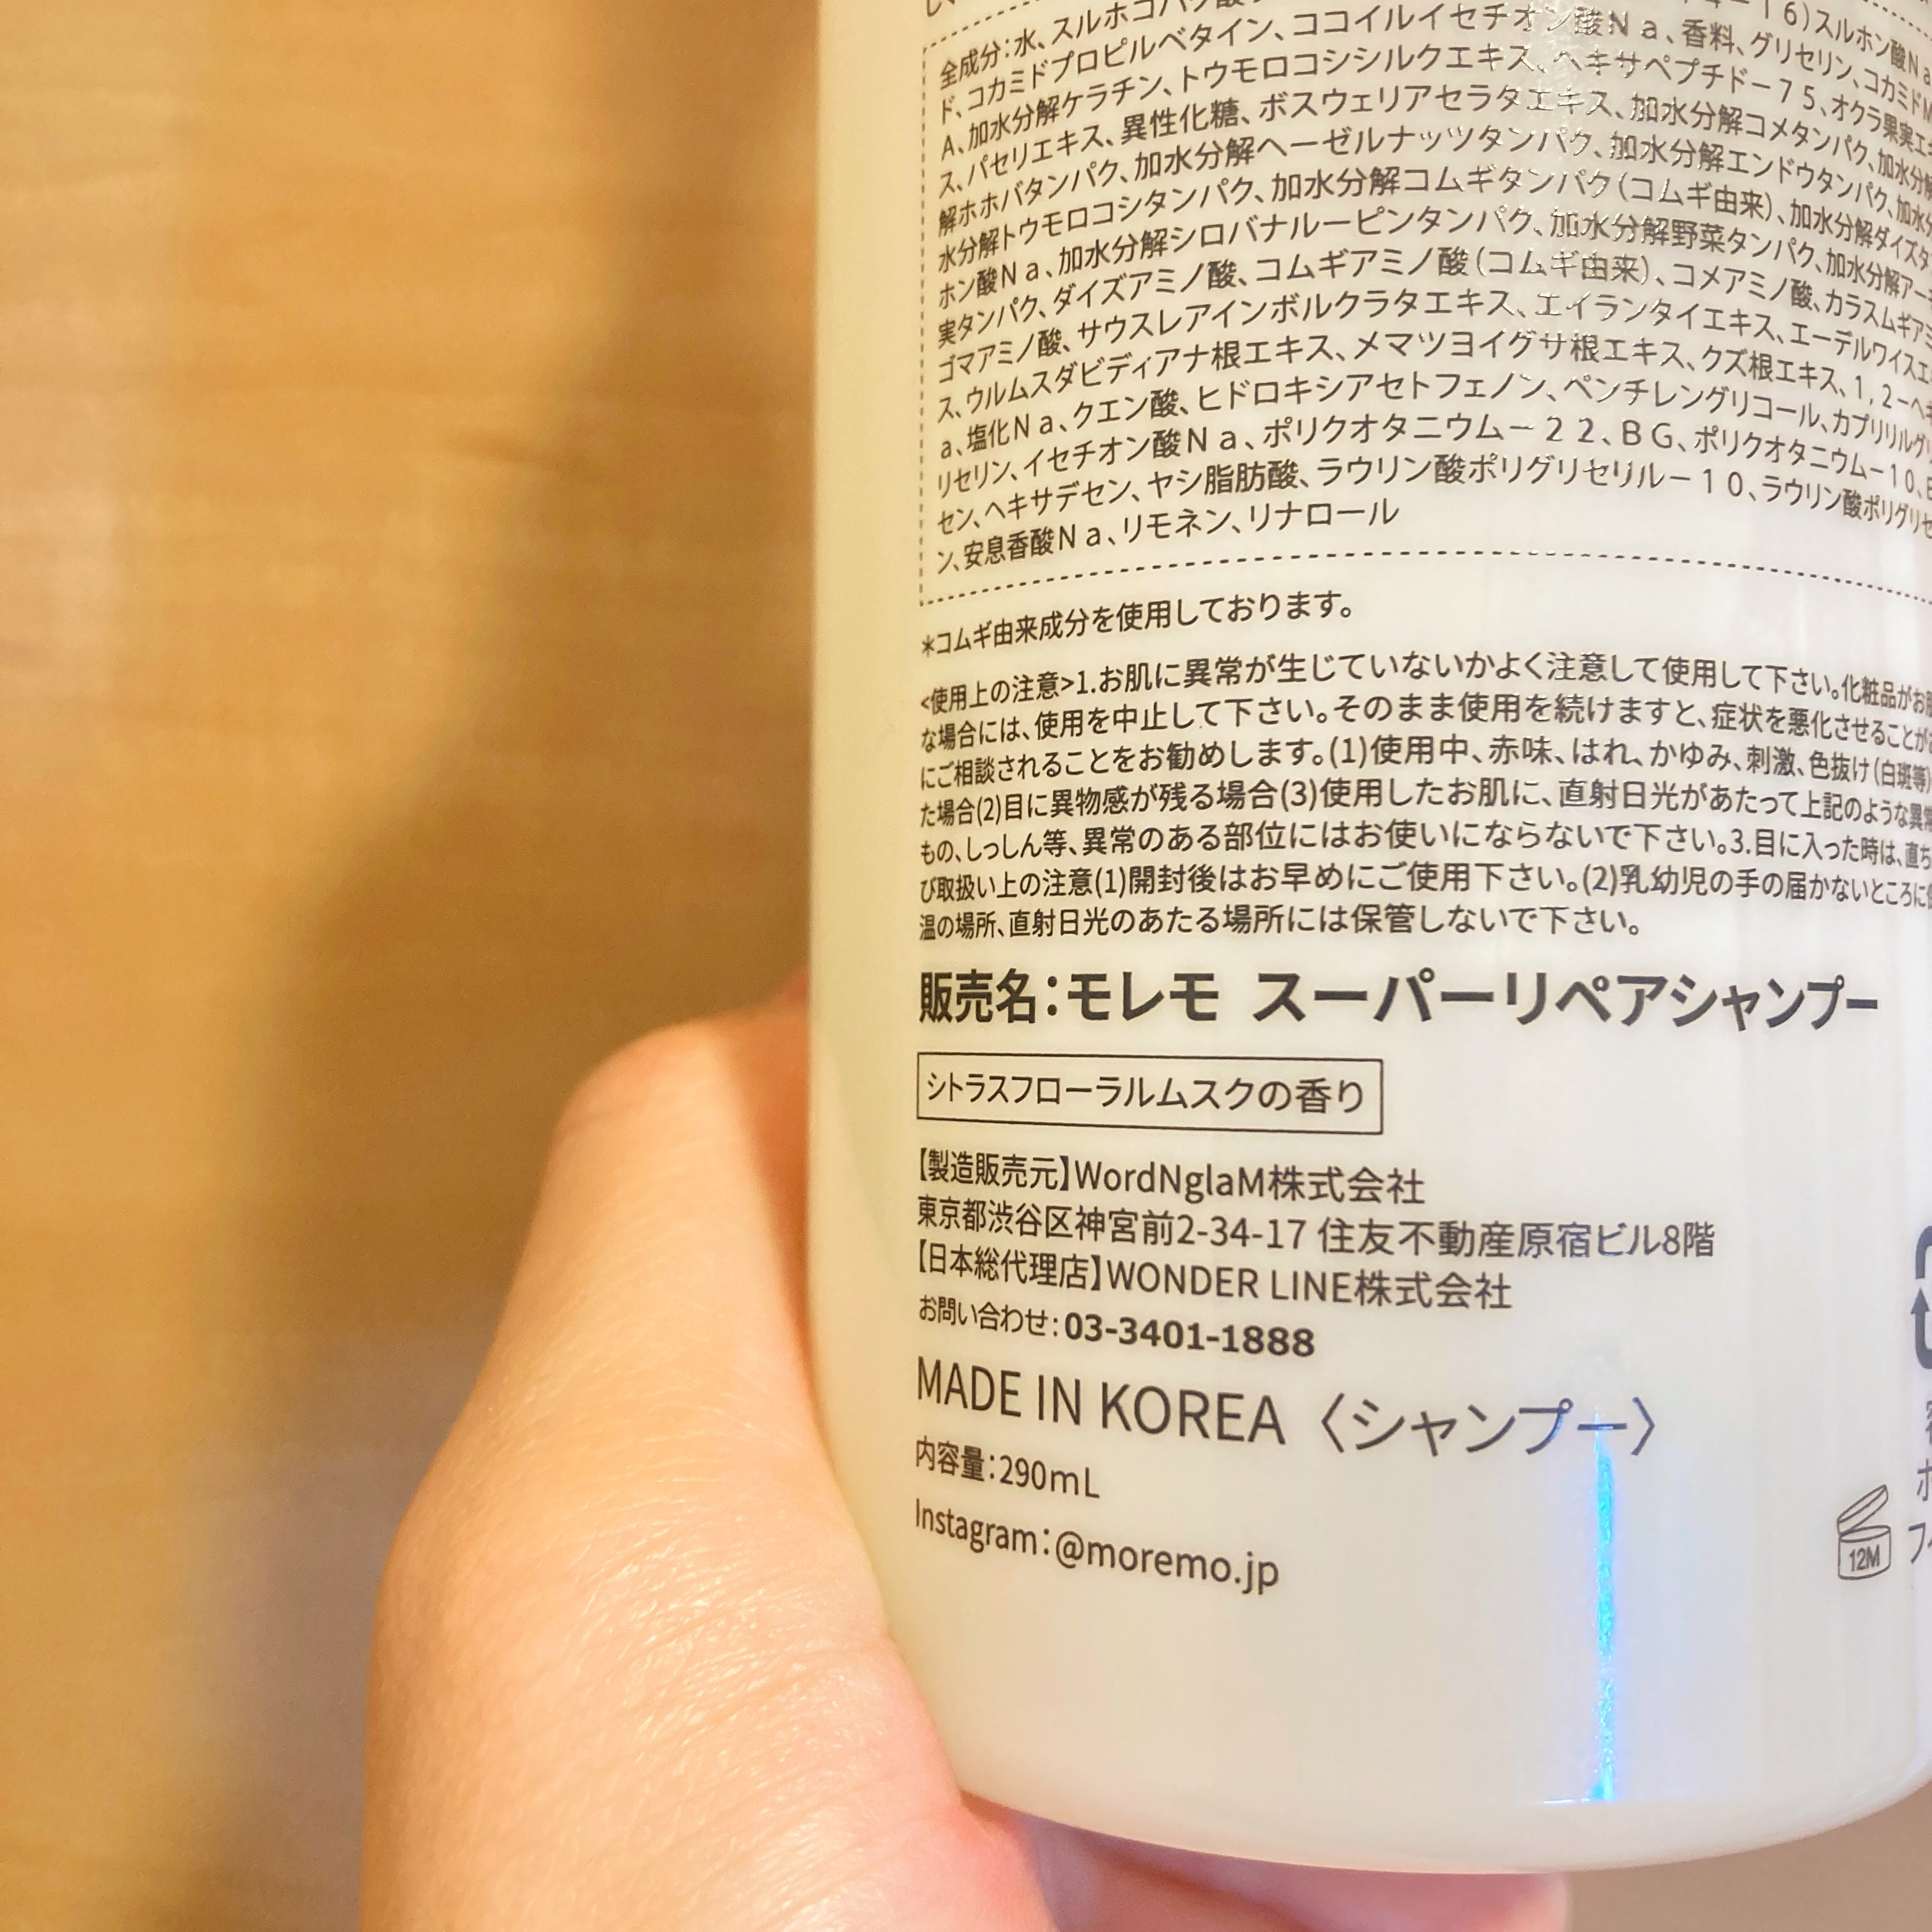 全成分：水、スルホコハク酸
－１６）スルホン酸Ｎａ
ド、コカミドプロピルベタイン、ココイルイセチオン酸Ｎａ、香料、グリセリン、コカミドＭ
Ａ、加水分解ケラチン、トウモロコシシルクエキス、ヘキサペプチド－７５、オクラ果実エキ
ス、パセリエキス、異性化糖、ボスウェリアセラタエキス、加水分解コメタンパク、加水分解
解ホホバタンパク、加水分解ヘーゼルナッツタンパク、加水分解エンドウタンパク、加水分
水分解トウモロコシタンパク、加水分解コムギタンパク（コムギ由来）、加水分解ダイズタ
ホン酸Ｎａ、加水分解シロバナルーピンタンパク、加水分解野菜タンパク、加水分解アー
実タンパク、ダイズアミノ酸、コムギアミノ酸（コムギ由来）、コメアミノ酸、カラスムギアミ
ゴマアミノ酸、サウスレアインボルクラタエキス、エイランタイエキス、エーデルワイスエ
ス、ウルムスダビディアナ根エキス、メマツヨイグサ根エキス、クズ根エキス、１，２－ヘキ
ａ、塩化Ｎａ、クエン酸、ヒドロキシアセトフェノン、ペンチレングリコール、カプリリルグ
リセリン、イセチオン酸Ｎａ、ポリクオタニウム－２２、ＢＧ、ポリクオタニウム－１０、Ｅ
セン、ヘキサデセン、ヤシ脂肪酸、ラウリン酸ポリグリセリル－１０、ラウリン酸ポリグリセ
ン、安息香酸Ｎａ、リモネン、リナロール
*コムギ由来成分を使用しております。
<使用上の注意>1.お肌に異常が生じていないかよく注意して使用して下さい。化粧品がお肌
な場合には、使用を中止して下さい。そのまま使用を続けますと、症状を悪化させることが
にご相談されることをお勧めします。(1)使用中、赤味、はれ、かゆみ、刺激、色抜け（白斑等）
た場合(2)目に異物感が残る場合(3)使用したお肌に、直射日光があたって上記のような異常
もの、しっしん等、異常のある部位にはお使いにならないで下さい。3.目に入った時は、直ち
び取扱い上の注意(1)開封後はお早めにご使用下さい。(2)乳幼児の手の届かないところに
温の場所、直射日光のあたる場所には保管しないで下さい。
販売名：モレモ スーパーリペアシャンプー
シトラスフローラルムスクの香り
【製造販売元】WordNglaM株式会社
東京都渋谷区神宮前2-34-17 住友不動産原宿ビル8階
【日本総代理店】WONDER LINE株式会社
お問い合わせ：03-3401-1888
MADE IN KOREA〈シャンプー〉
内容量：290mL
Instagram：@moremo.jp
12M